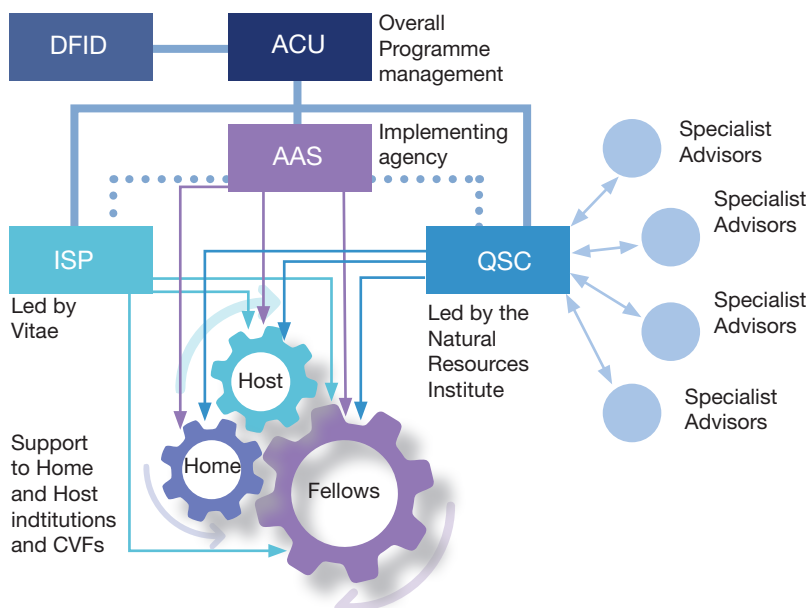 DFID
ACU
Overall
Programme
management
AAS
Implementing
agency
Specialist
Advisors
Specialist
Advisors
Specialist
Advisors
Specialist
Advisors
ISP
Led by
Vitae
QSC
Led by the
Natural
Resources
Institute
Host
Home
Fellows
Support
to Home
and Host
indtitutions
and CVFs